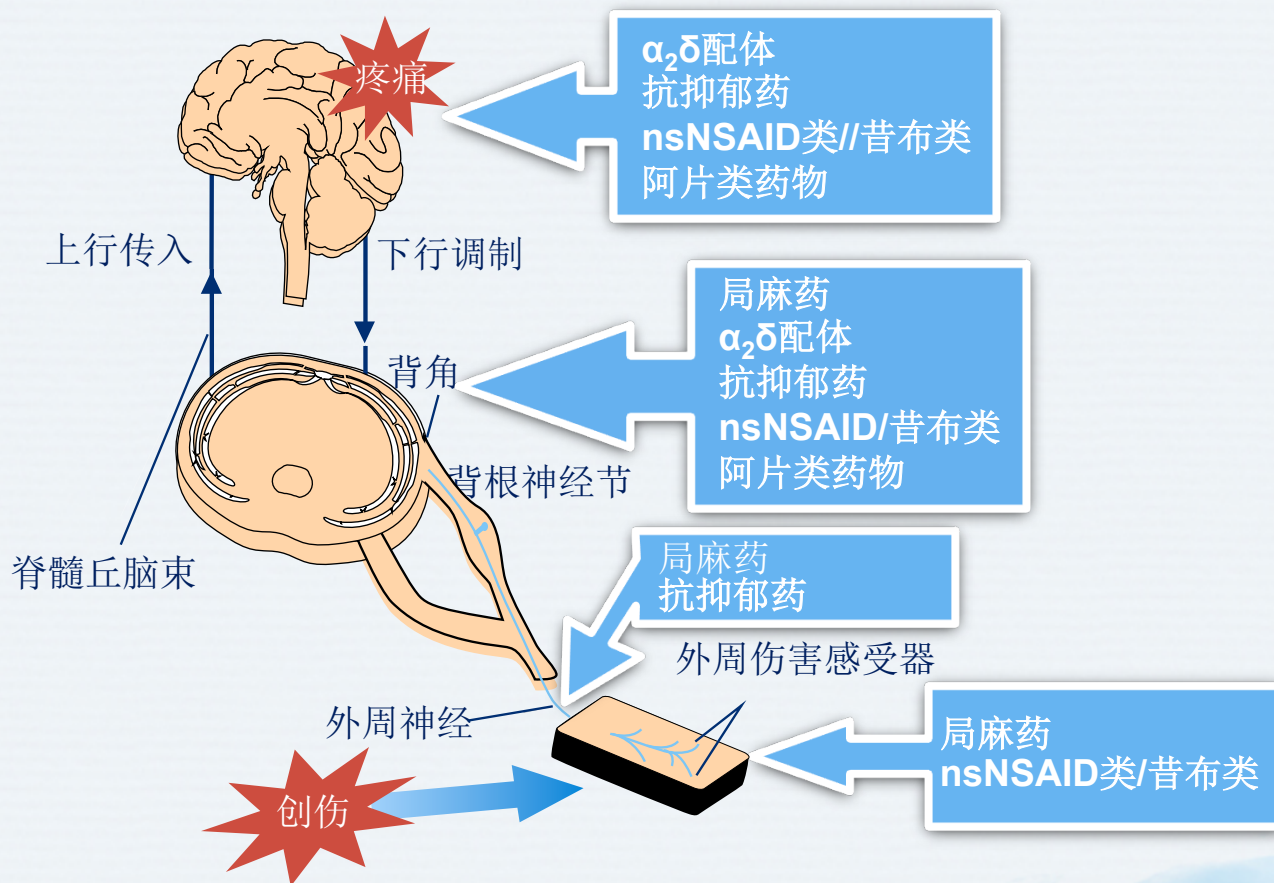 疼痛
α₂δ配体
抗抑郁药
nsNSAID类//昔布类
阿片类药物
上行传入
下行调制
局麻药
α₂δ配体
抗抑郁药
nsNSAID/昔布类
阿片类药物
背角
背根神经节
脊髓丘脑束
局麻药
抗抑郁药
外周伤害感受器
外周神经
局麻药
nsNSAID类/昔布类
创伤